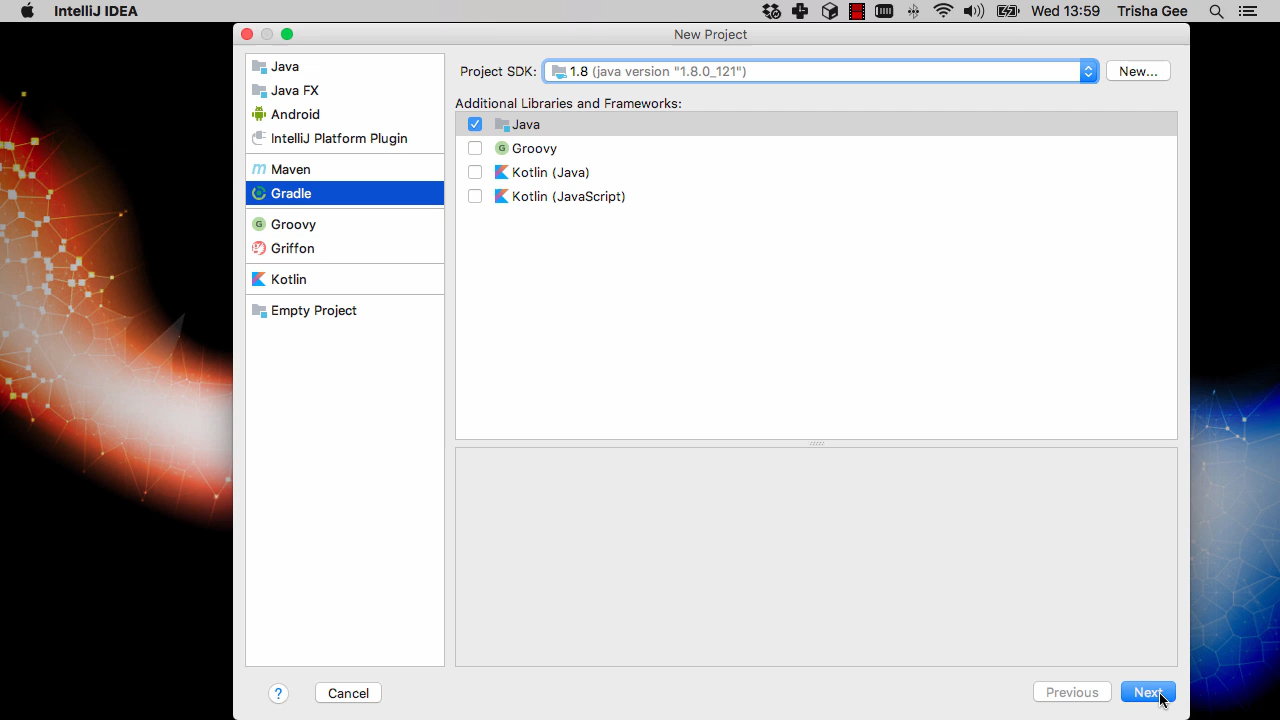 IntelliJ IDEA
Wed 13:59
Trisha Gee
New Project
Java
Java FX
Android
IntelliJ Platform Plugin
Maven
Gradle
Groovy
Griffon
Kotlin
Empty Project
Project SDK:
1.8 (java version "1.8.0_121")
New...
Additional Libraries and Frameworks:
Java
Groovy
Kotlin (Java)
Kotlin (JavaScript)
?
Cancel
Previous
Next